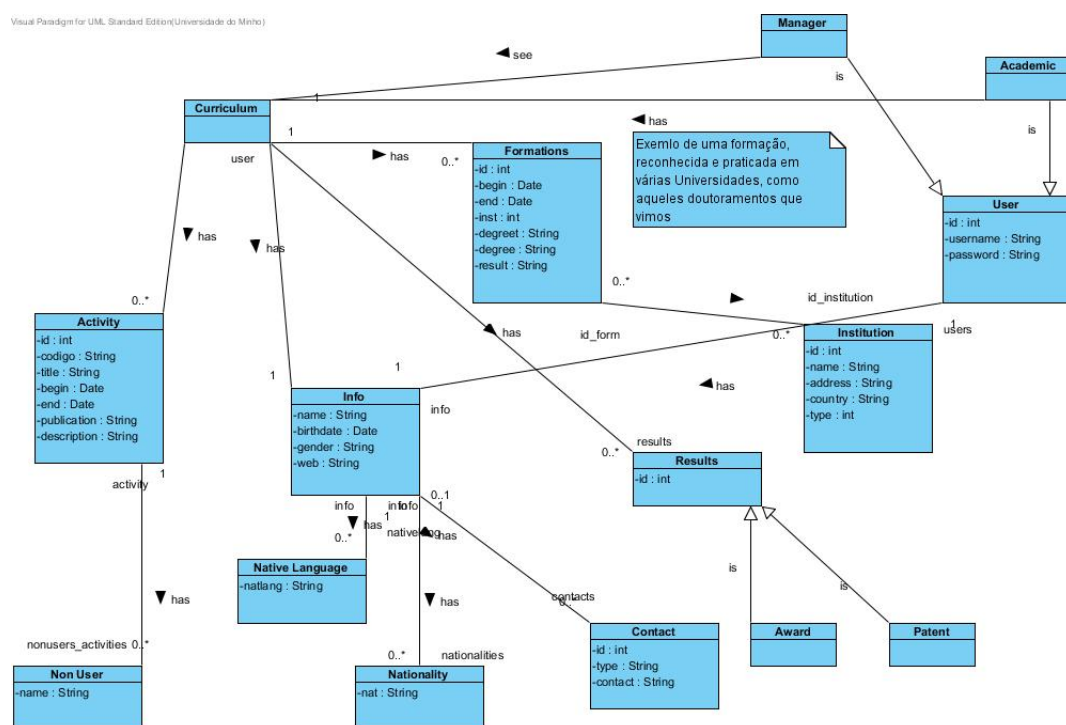 Visual Paradigm for UML Standard Edition(Universidade do Minho)
Manager
see
is
Academic
Curriculum
1
has
is
1
user
has
0..*
Formations
-id : int
-begin : Date
-end : Date
-inst : int
-degreet : String
-degree : String
-result : String
Exemlo de uma formação,
reconhecida e praticada em
várias Universidades, como
aqueles doutoramentos que
vimos
User
-id : int
-username : String
-password : String
has
has
0..*
0..*
id_institution
has
id_form
0..*
1
users
Activity
-id : int
-codigo : String
-title : String
-begin : Date
-end : Date
-publication : String
-description : String
Institution
-id : int
-name : String
-address : String
-country : String
-type : int
1
1
has
Info
-name : String
-birthdate : Date
-gender : String
-web : String
info
results
0..*
Results
-id : int
1
activity
info
info
info
0..1
1
1
has
0..*
has
Native Language
-natlang : String
is
is
has
has
contacts
0..*
nonusers_activities
0..*
0..*
nationalities
Contact
-id : int
-type : String
-contact : String
Award
Patent
Non User
-name : String
Nationality
-nat : String